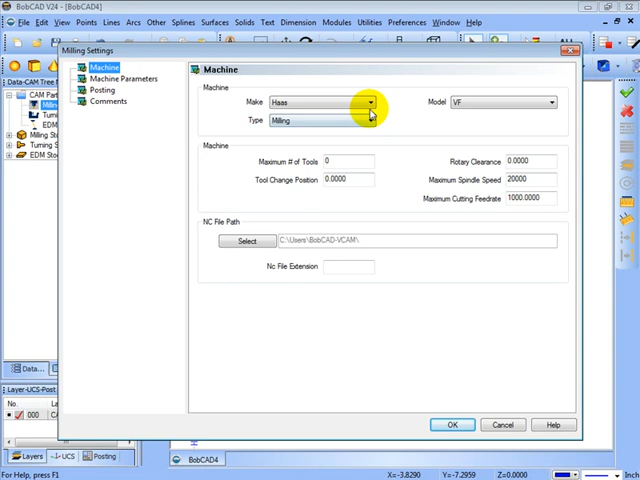 BobCAD V24 - BobCAD4
File Edit View Points Lines Arcs Other Splines Surfaces Solids Text Dimension Modules Utilities Preferences Window Help
Data-CAM Tree
CAM Part
Milling
Turni
EDM
Milling Sto
Turning S
EDM Stoc
Milling Settings
Machine
Machine Parameters
Posting
Comments
Machine
Machine
Make Haas Model VF
Type Milling
Machine
Maximum # of Tools 0 Rotary Clearance 0.0000
Tool Change Position 0.0000 Maximum Spindle Speed 20000
Maximum Cutting Feedrate 1000.0000
NC File Path
Select C:\Users\BobCAD-VCAM\
Nc File Extension
OK Cancel Help
Data...
Layer-UCS-Post
No. La
000 CA
Layers UCS Posting BobCAD4
For Help, press F1 X=-3.8290 Y=-7.2959 Z=0.0000 Inch